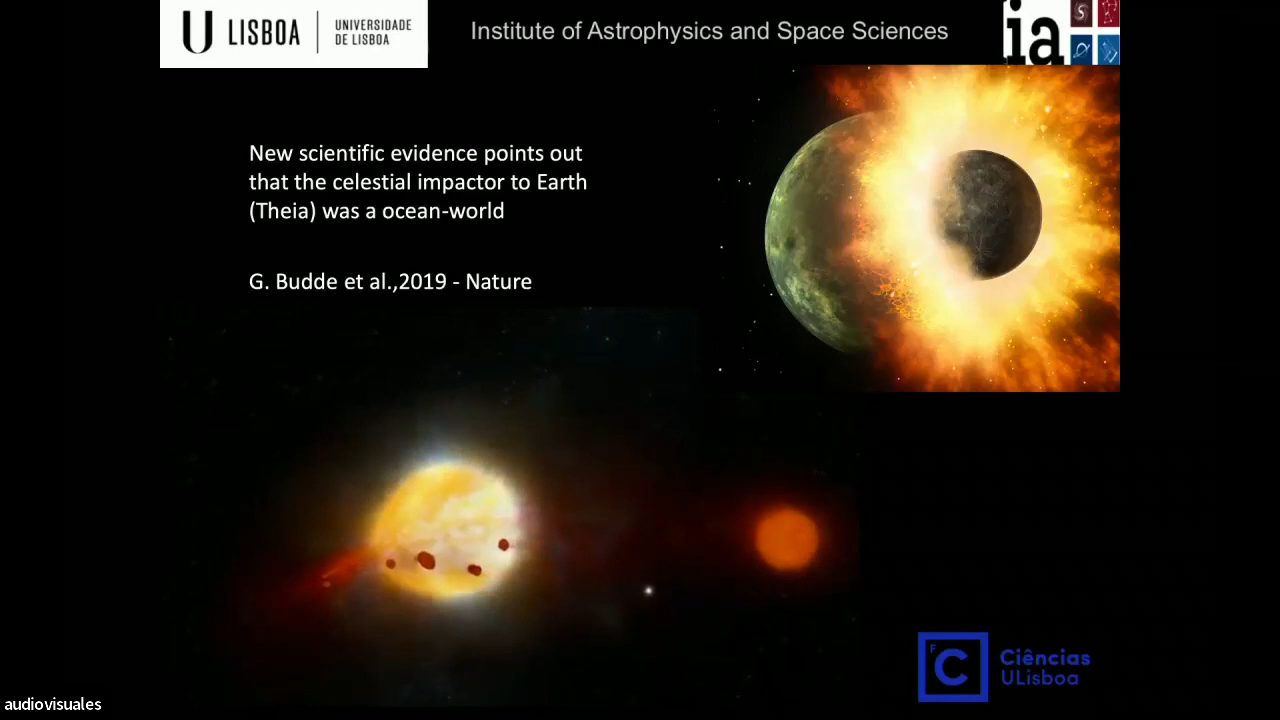 LISBOA
UNIVERSIDADE
DE LISBOA
Institute of Astrophysics and Space Sciences
ia
New scientific evidence points out
that the celestial impactor to Earth
(Theia) was a ocean-world
G. Budde et al.,2019 - Nature
F
C
Ciências
ULisboa
audiovisuales